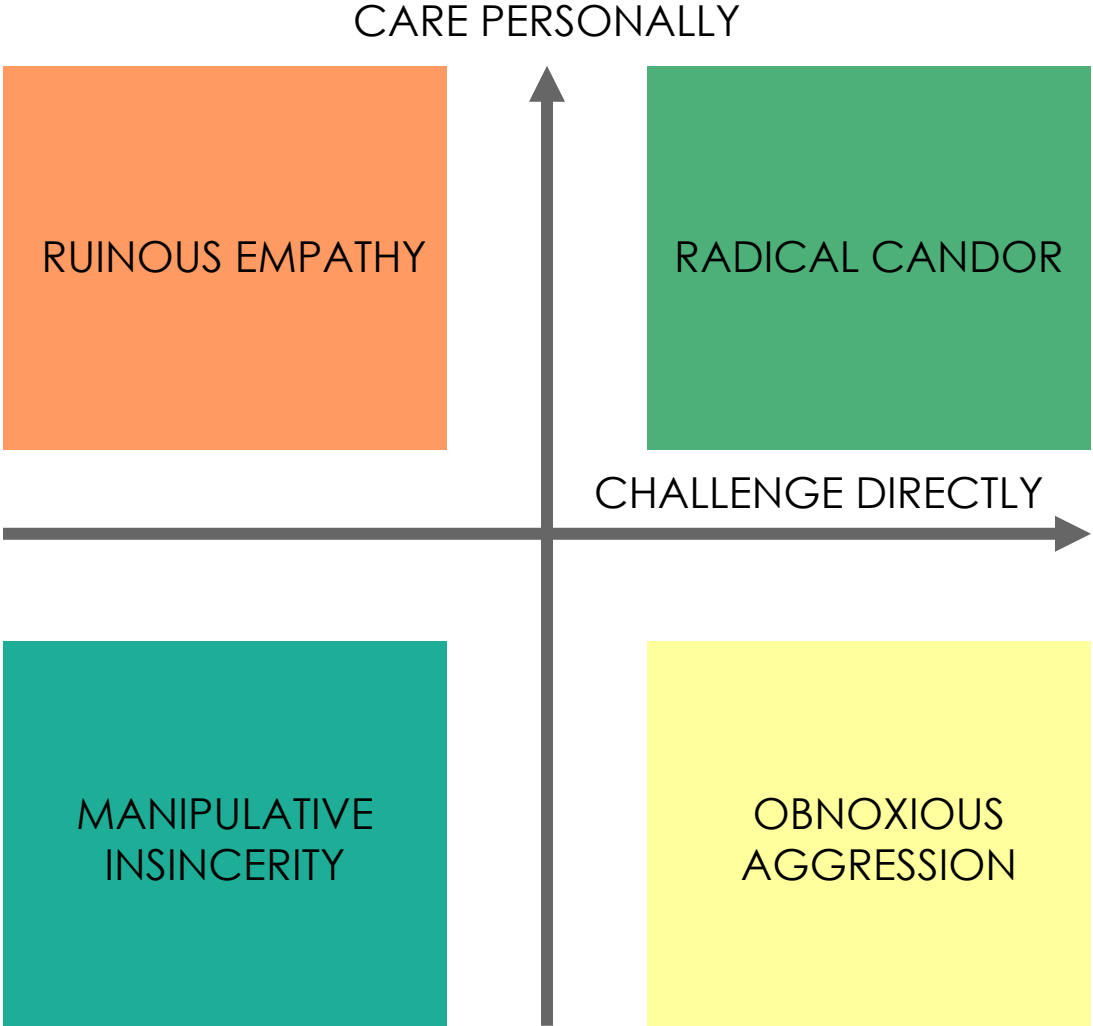 CARE PERSONALLY
RUINOUS EMPATHY
RADICAL CANDOR
CHALLENGE DIRECTLY
MANIPULATIVE
INSINCERITY
OBNOXIOUS
AGGRESSION